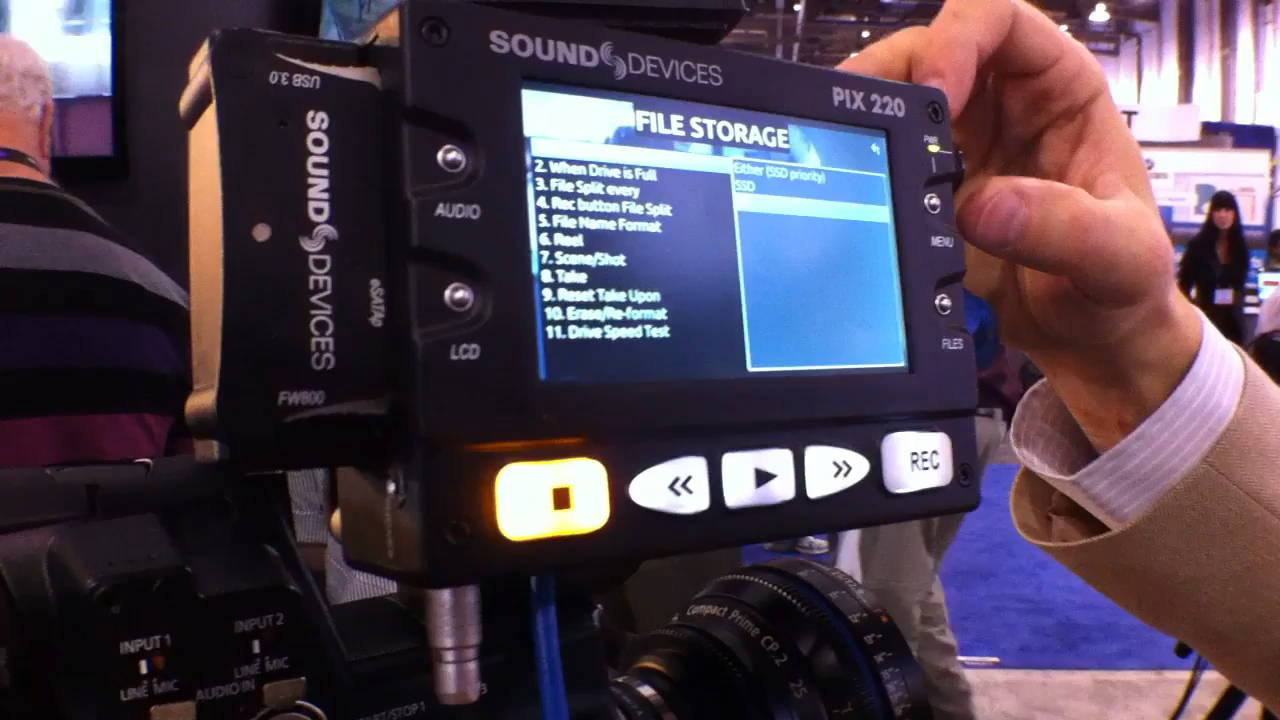 SOUND DEVICES
PIX 220
USB 3.0
SOUND DEVICES
eSATAp
FW800
AUDIO
LCD
FILE STORAGE
2. When Drive is Full
3. File Split every
4. Rec button File Split
5. File Name Format
6. Reel
7. Scene/Shot
8. Take
9. Reset Take Upon
10. Erase/Re-format
11. Drive Speed Test
Either (SSD priority)
SSD
PWR
MENU
FILES
REC
INPUT 1
INPUT 2
LINE MIC
LINE MIC
AUDIO IN
Compact Prime CP.2
25